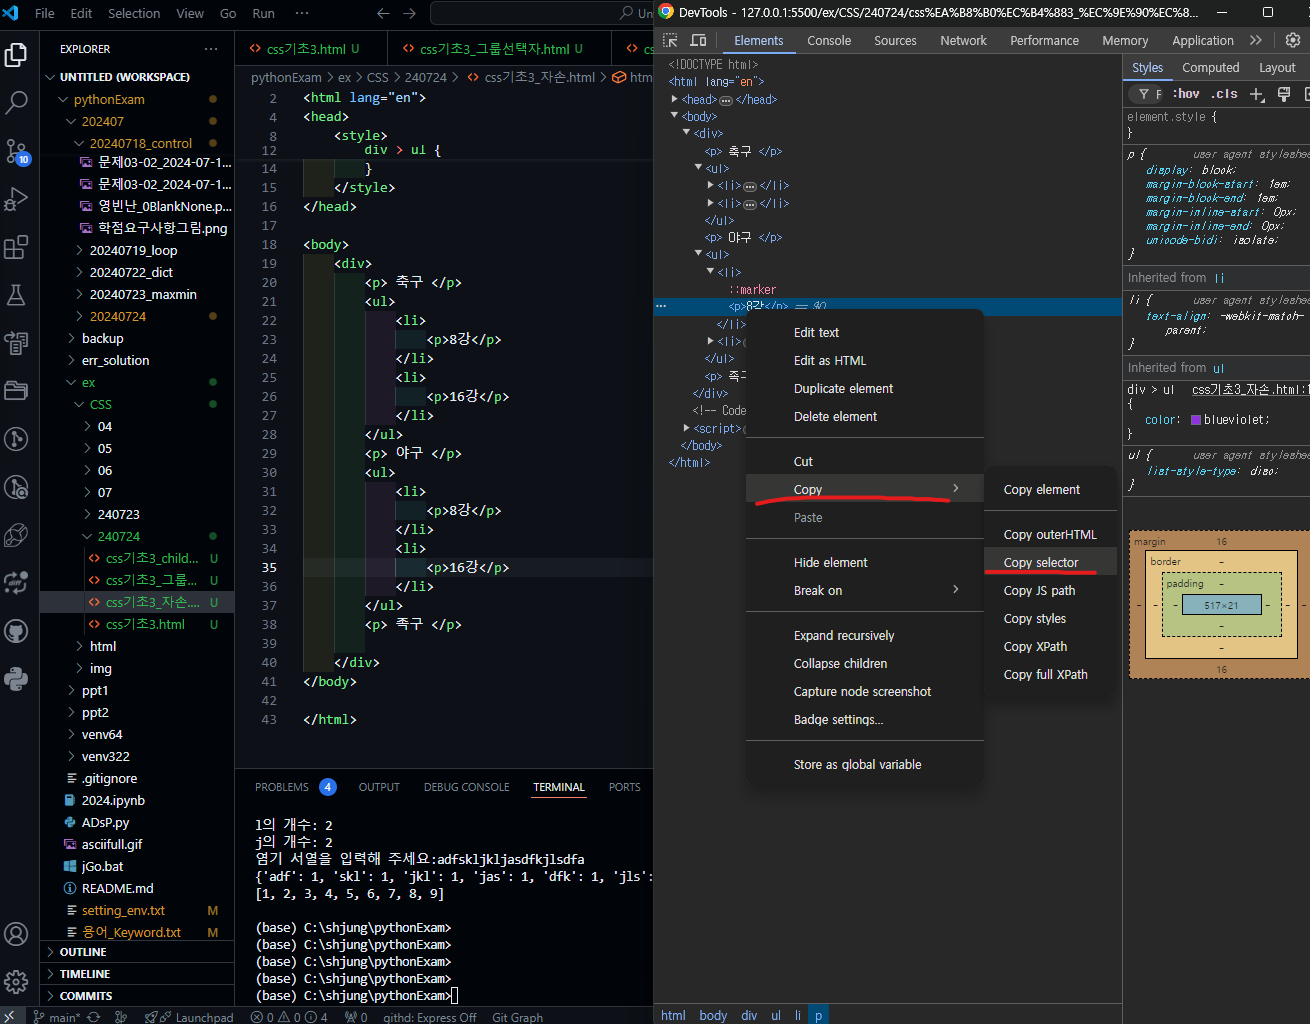 File Edit Selection View Go Run ···
EXPLORER ···
UNTITLED (WORKSPACE)
pythonExam
202407
20240718_control
문제03-02_2024-07-1...
문제03-02_2024-07-1...
영빈난_0BlankNone.p...
학점요구사항그림.png
20240719_loop
20240722_dict
20240723_maxmin
20240724
backup
err_solution
ex
CSS
04
05
06
07
240723
240724
css기초3_child... U
css기초3_그룹... U
css기초3_자손.... U
css기초3.html U
html
img
ppt1
ppt2
venv64
venv322
.gitignore
2024.ipynb
ADsP.py
asciifull.gif
jGo.bat
README.md
setting_env.txt M
용어_Keyword.txt M
OUTLINE
TIMELINE
COMMITS
10
css기초3.html U css기초3_그룹선택자.html U
pythonExam > ex > CSS > 240724 > css기초3_자손.html > htm
2 <html lang="en">
4 <head>
8 <style>
12 div > ul {
14 }
15 </style>
16 </head>
17
18 <body>
19 <div>
20 <p> 축구 </p>
21 <ul>
22 <li>
23 <p>8강</p>
24 </li>
25 <li>
26 <p>16강</p>
27 </li>
28 </ul>
29 <p> 야구 </p>
30 <ul>
31 <li>
32 <p>8강</p>
33 </li>
34 <li>
35 <p>16강</p>
36 </li>
37 </ul>
38 <p> 족구 </p>
39
40 </div>
41 </body>
42
43 </html>
PROBLEMS 4 OUTPUT DEBUG CONSOLE TERMINAL PORTS
l의 개수: 2
j의 개수: 2
염기 서열을 입력해 주세요:adfskljkljasdfkjlsdfa
{'adf': 1, 'skl': 1, 'jkl': 1, 'jas': 1, 'dfk': 1, 'jls':
[1, 2, 3, 4, 5, 6, 7, 8, 9]
(base) C:\shjung\pythonExam>
(base) C:\shjung\pythonExam>
(base) C:\shjung\pythonExam>
(base) C:\shjung\pythonExam>
(base) C:\shjung\pythonExam>
main* Launchpad 0 0 4 0 githd: Express Off Git Graph
DevTools - 127.0.0.1:5500/ex/CSS/240724/css%EA%B8%B0%EC%B4%883_%EC%9E%90%EC%8...
Elements Console Sources Network Performance Memory Application
<!DOCTYPE html>
<html lang="en">
<head> ··· </head>
<body>
<div>
<p> 축구 </p>
<ul>
<li> ··· </li>
<li> ··· </li>
</ul>
<p> 야구 </p>
<ul>
<li>
::marker
··· <p>8강</p> == $0
</li>
<li>
</ul>
<p> 족구
</div>
<!-- Code
<script>
</body>
</html>
Edit text
Edit as HTML
Duplicate element
Delete element
Cut
Copy
Paste
Hide element
Break on
Expand recursively
Collapse children
Capture node screenshot
Badge settings...
Store as global variable
Copy element
Copy outerHTML
Copy selector
Copy JS path
Copy styles
Copy XPath
Copy full XPath
html body div ul li p
Styles Computed Layout
F :hov .cls
element.style {
}
p { user agent styleshee
display: block;
margin-block-start: 1em;
margin-block-end: 1em;
margin-inline-start: 0px;
margin-inline-end: 0px;
unicode-bidi: isolate;
}
Inherited from li
li { user agent styleshee
text-align: -webkit-match-
parent;
}
Inherited from ul
div > ul css기초3_자손.html:1
{
color: blueviolet;
}
ul { user agent styleshee
list-style-type: disc;
}
margin 16
border -
padding -
- - - 517×21 - - -
-
-
16